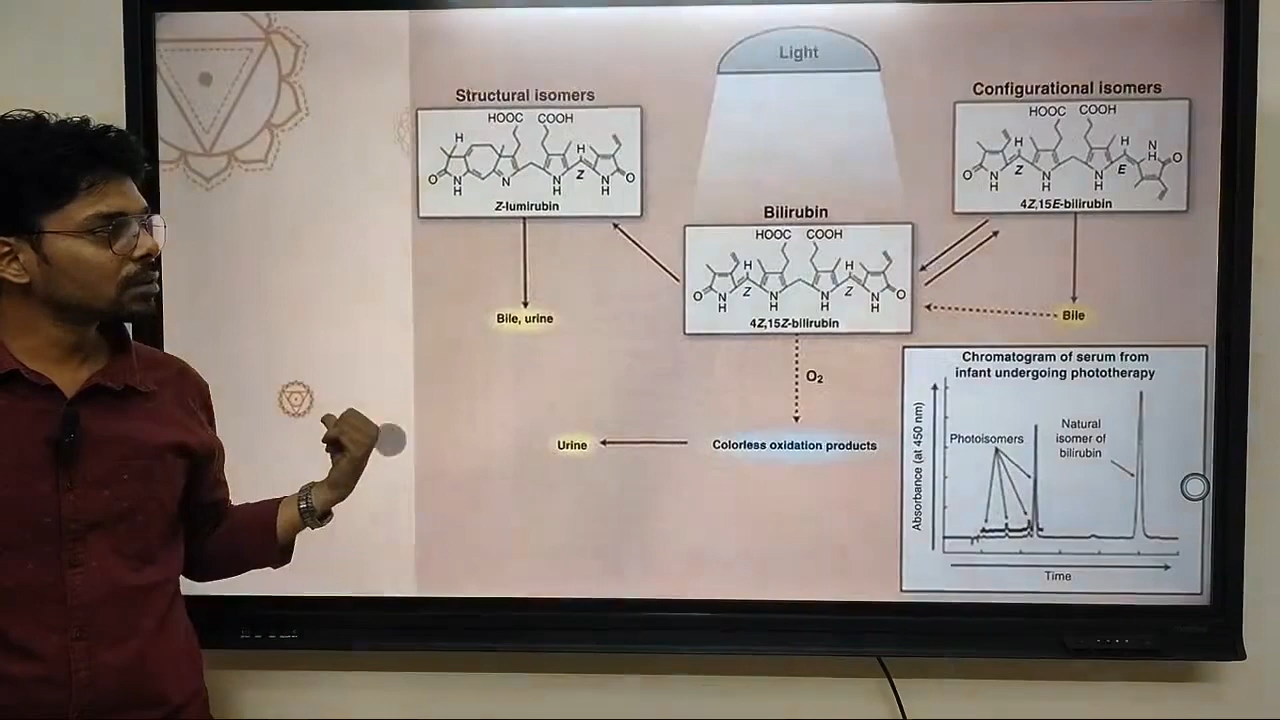 Light
Structural isomers
HOOC COOH
H
H
O
N
H
N
N
H
Z
N
H
O
Z-lumirubin
Configurational isomers
HOOC COOH
H
H
N
H
O
O
N
H
Z
N
H
N
H
E
4Z,15E-bilirubin
Bilirubin
HOOC COOH
H
H
O
N
H
Z
N
H
N
H
Z
N
H
O
4Z,15Z-bilirubin
Bile, urine
Bile
O2
Urine
Colorless oxidation products
Chromatogram of serum from
infant undergoing phototherapy
Absorbance (at 450 nm)
Photoisomers
Natural
isomer of
bilirubin
Time